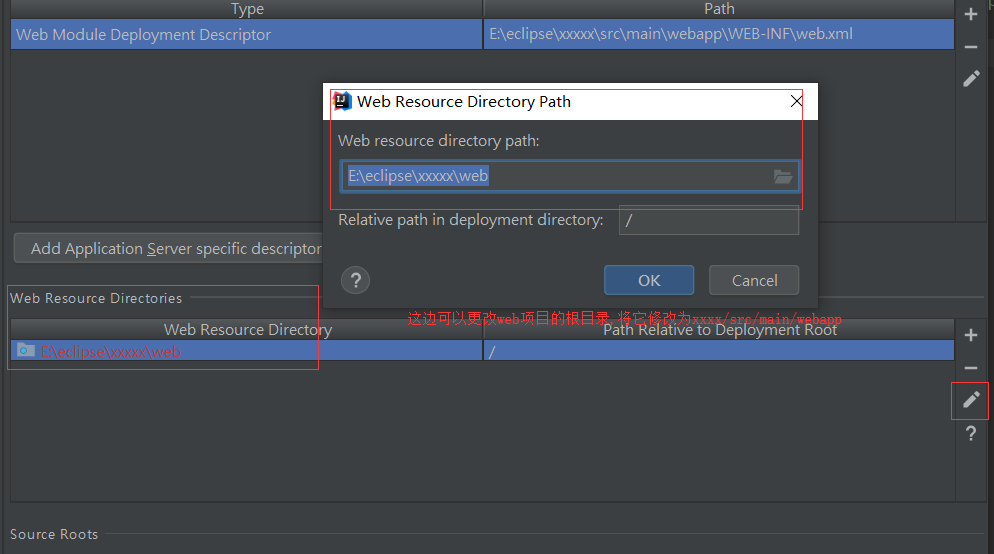 Type Path
Web Module Deployment Descriptor E:\eclipse\xxxxx\src\main\webapp\WEB-INF\web.xml
Web Resource Directory Path
Web resource directory path:
E:\eclipse\xxxxx\web
Relative path in deployment directory: /
Add Application Server specific descriptor
? OK Cancel
Web Resource Directories
这边可以更改web项目的根目录,将它修改为xxxx/src/main/webapp
Web Resource Directory Path Relative to Deployment Root
E:\eclipse\xxxxx\web /
?
Source Roots